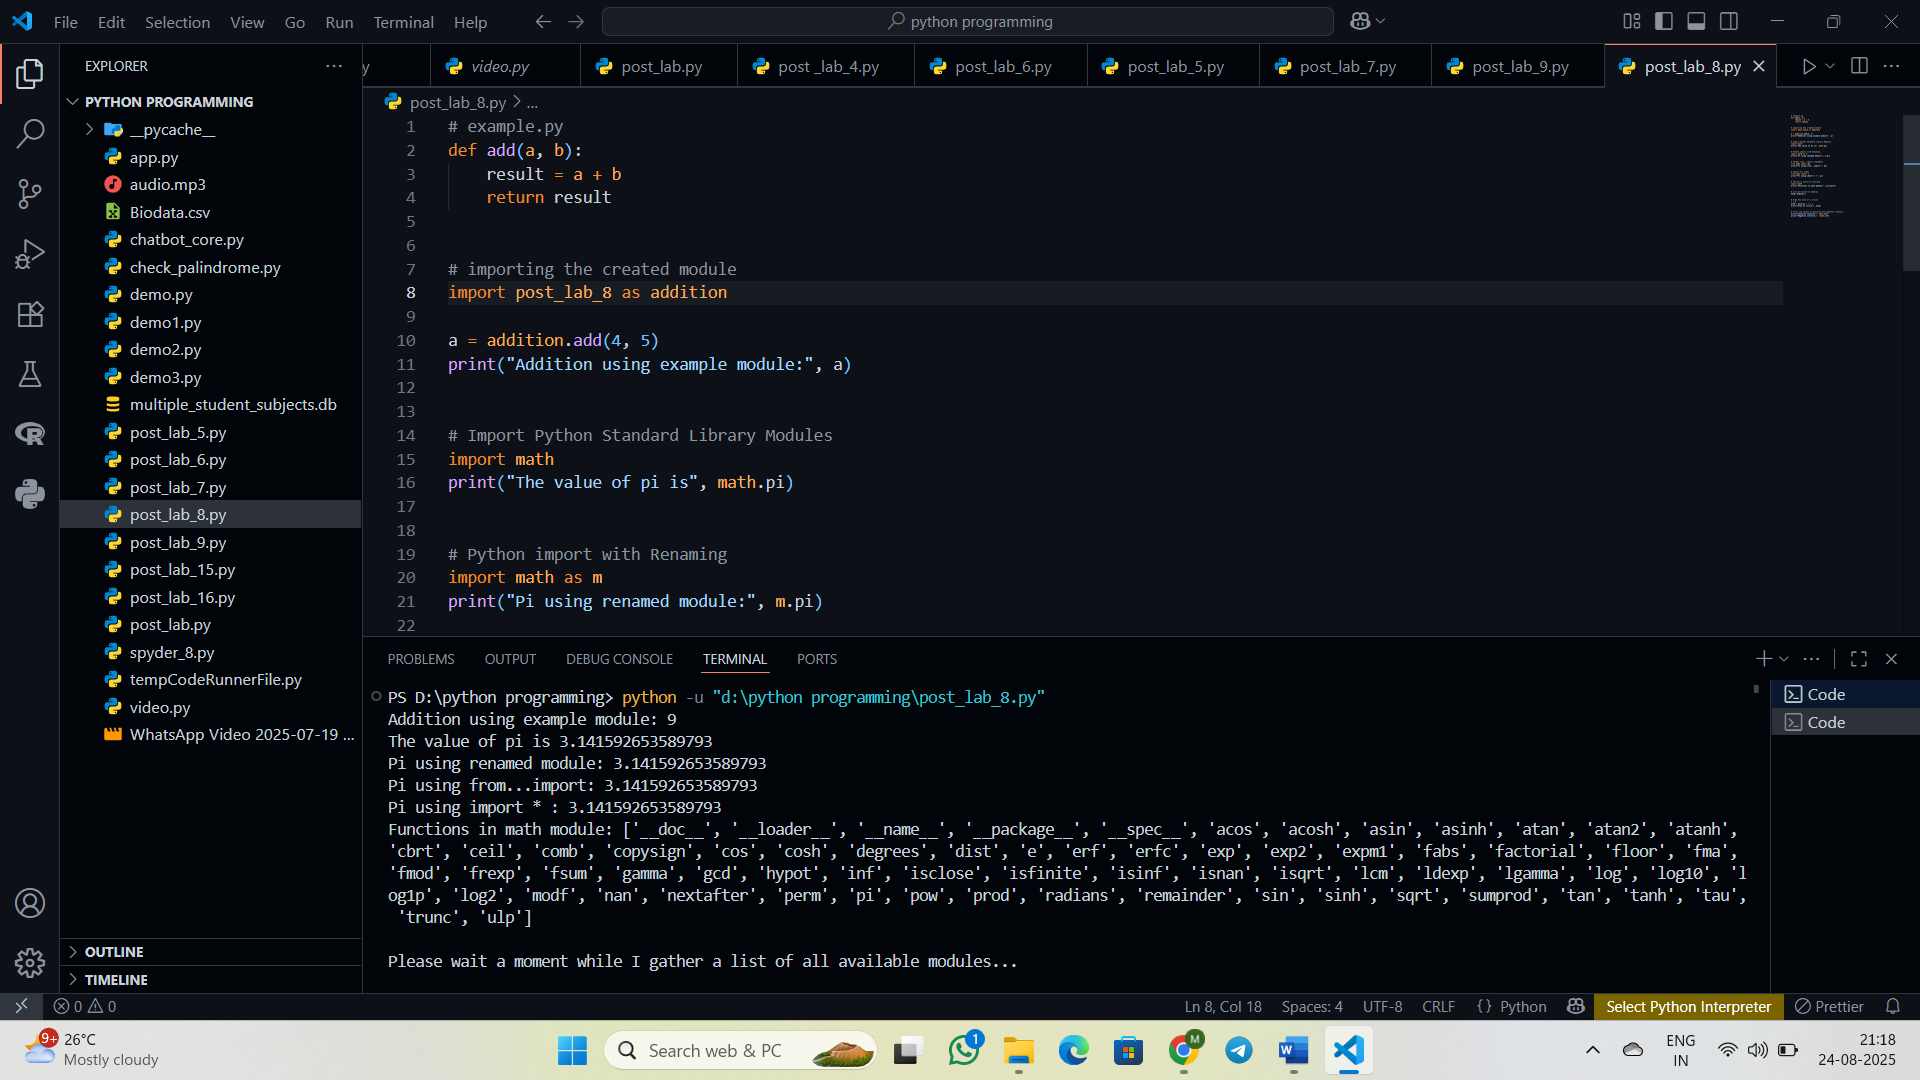 File Edit Selection View Go Run Terminal Help
python programming
EXPLORER
PYTHON PROGRAMMING
__pycache__
app.py
audio.mp3
Biodata.csv
chatbot_core.py
check_palindrome.py
demo.py
demo1.py
demo2.py
demo3.py
multiple_student_subjects.db
post_lab_5.py
post_lab_6.py
post_lab_7.py
post_lab_8.py
post_lab_9.py
post_lab_15.py
post_lab_16.py
post_lab.py
spyder_8.py
tempCodeRunnerFile.py
video.py
WhatsApp Video 2025-07-19 ...
OUTLINE
TIMELINE
y video.py post_lab.py post _lab_4.py post_lab_6.py post_lab_5.py post_lab_7.py post_lab_9.py post_lab_8.py
post_lab_8.py > ...
1 # example.py
2 def add(a, b):
3 result = a + b
4 return result
5
6
7 # importing the created module
8 import post_lab_8 as addition
9
10 a = addition.add(4, 5)
11 print("Addition using example module:", a)
12
13
14 # Import Python Standard Library Modules
15 import math
16 print("The value of pi is", math.pi)
17
18
19 # Python import with Renaming
20 import math as m
21 print("Pi using renamed module:", m.pi)
22
PROBLEMS OUTPUT DEBUG CONSOLE TERMINAL PORTS
PS D:\python programming> python -u "d:\python programming\post_lab_8.py"
Addition using example module: 9
The value of pi is 3.141592653589793
Pi using renamed module: 3.141592653589793
Pi using from...import: 3.141592653589793
Pi using import * : 3.141592653589793
Functions in math module: ['__doc__', '__loader__', '__name__', '__package__', '__spec__', 'acos', 'acosh', 'asin', 'asinh', 'atan', 'atan2', 'atanh',
'cbrt', 'ceil', 'comb', 'copysign', 'cos', 'cosh', 'degrees', 'dist', 'e', 'erf', 'erfc', 'exp', 'exp2', 'expm1', 'fabs', 'factorial', 'floor', 'fma',
'fmod', 'frexp', 'fsum', 'gamma', 'gcd', 'hypot', 'inf', 'isclose', 'isfinite', 'isinf', 'isnan', 'isqrt', 'lcm', 'ldexp', 'lgamma', 'log', 'log10', 'l
og1p', 'log2', 'modf', 'nan', 'nextafter', 'perm', 'pi', 'pow', 'prod', 'radians', 'remainder', 'sin', 'sinh', 'sqrt', 'sumprod', 'tan', 'tanh', 'tau',
'trunc', 'ulp']
Please wait a moment while I gather a list of all available modules...
Code
Code
0 0
Ln 8, Col 18 Spaces: 4 UTF-8 CRLF {} Python Select Python Interpreter Prettier
9+
26°C
Mostly cloudy
Search web & PC
1
M
W
ENG
IN
21:18
24-08-2025